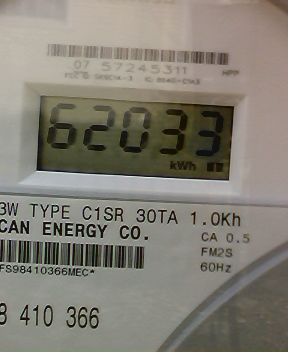 07 57245311
62033
kWh
3W TYPE C1SR 30TA 1.0Kh
CAN ENERGY CO.
CA 0.5
FM2S
60Hz
FS98410366MEC*
8 410 366